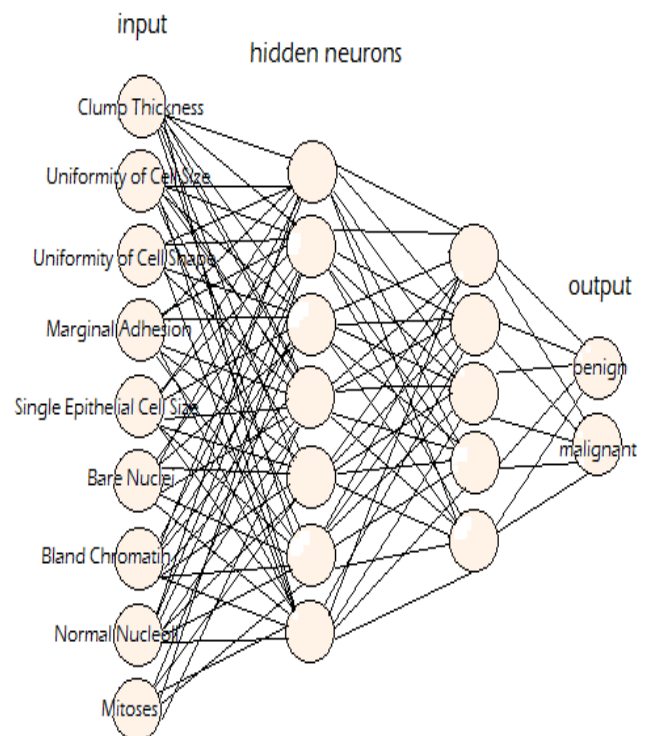 input
hidden neurons
Clump Thickness
Uniformity of Cell Size
Uniformity of Cell Shape
Marginal Adhesion
Single Epithelial Cell Size
Bare Nuclei
Bland Chromatin
Normal Nucleoli
Mitoses
output
benign
malignant